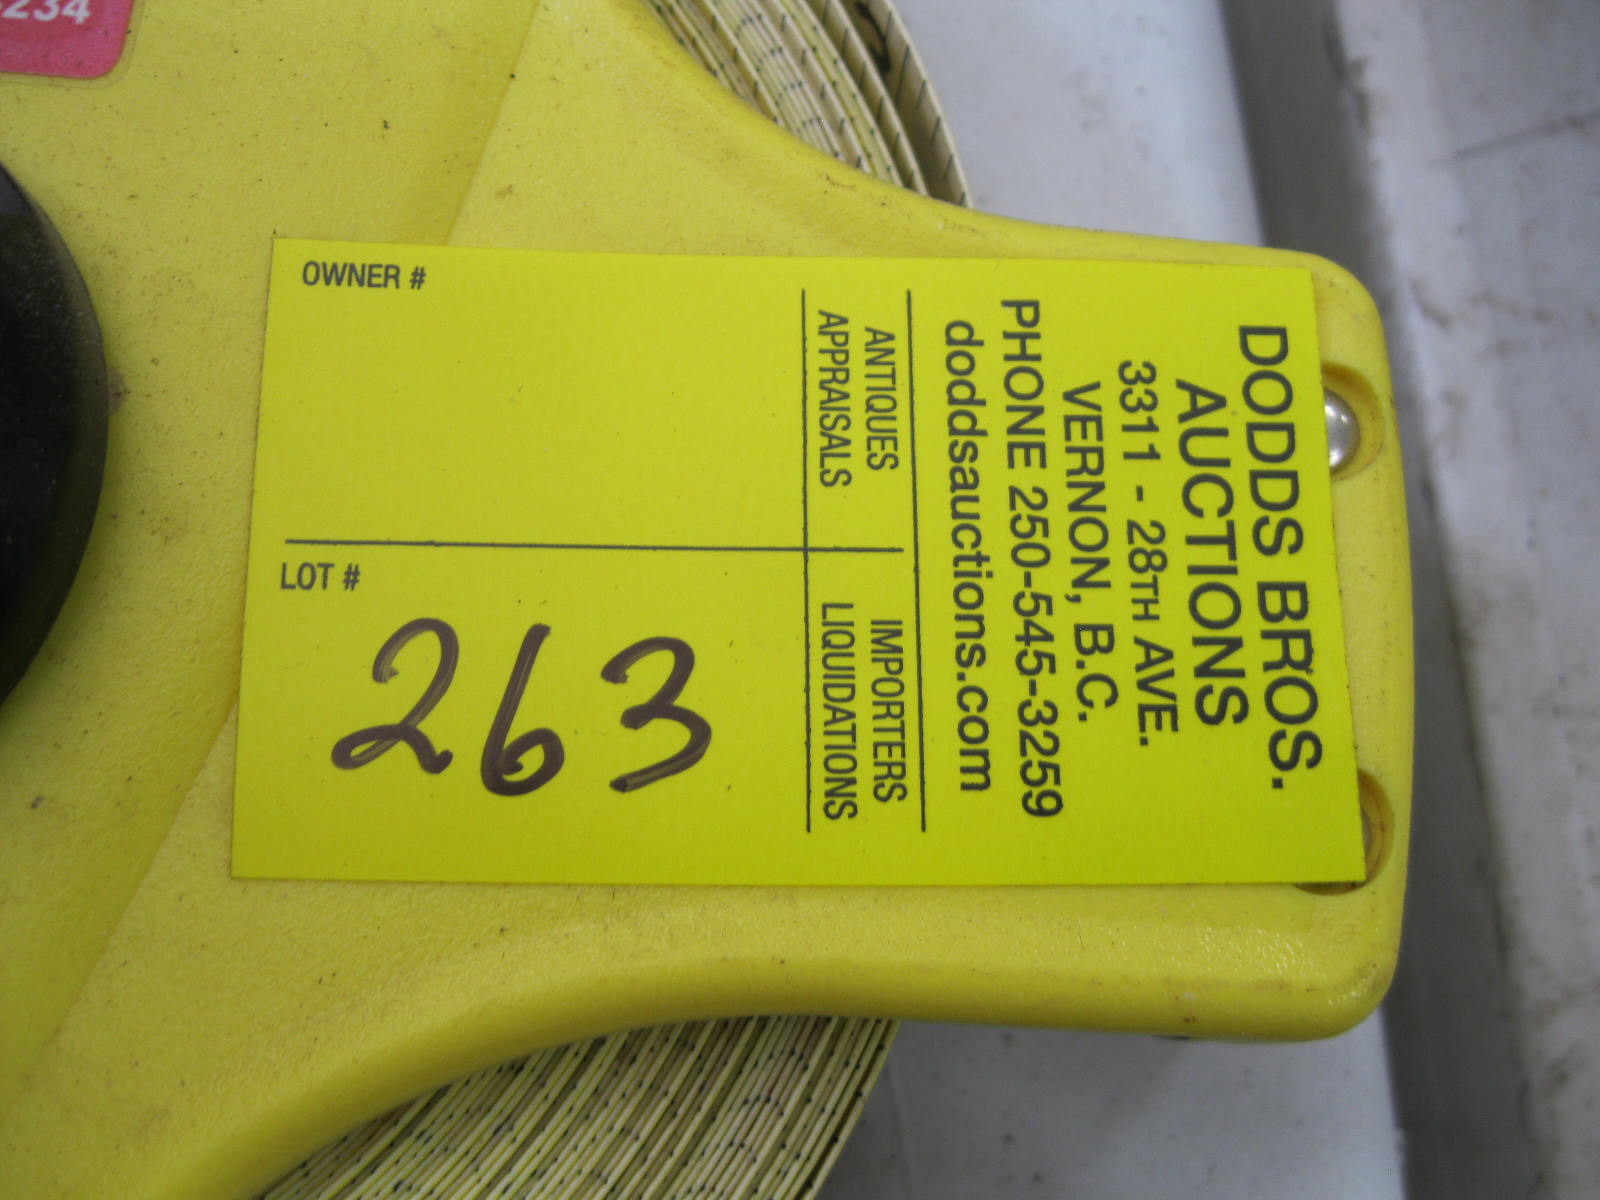 DODDS BROS.
AUCTIONS
3311 - 28TH AVE.
VERNON, B.C.
PHONE 250-545-3259
doddsauctions.com
ANTIQUES
APPRAISALS
IMPORTERS
LIQUIDATIONS
OWNER #
LOT #
263
234